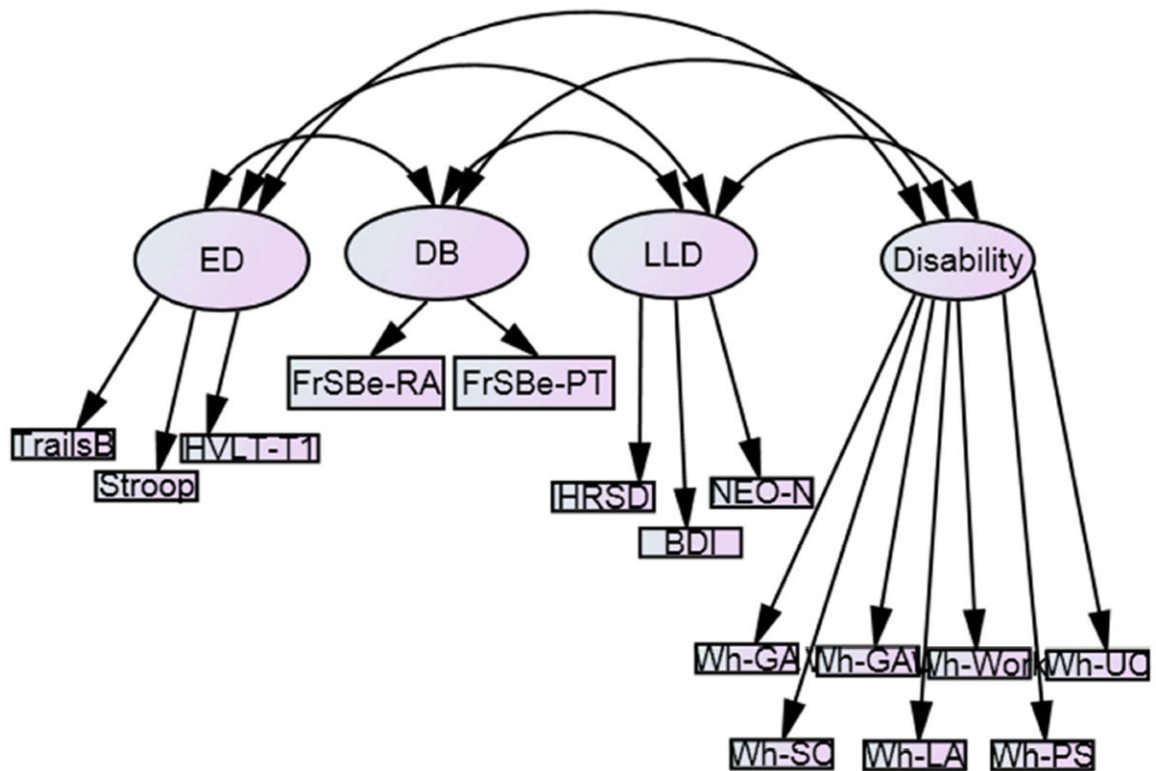 ED
DB
LLD
Disability
FrSBe-RA
FrSBe-PT
TrailsB
HVLT-T1
Stroop
HRSD
NEO-N
BDI
Wh-GA
Wh-GA
Wh-Work
Wh-UC
Wh-SC
Wh-LA
Wh-PS